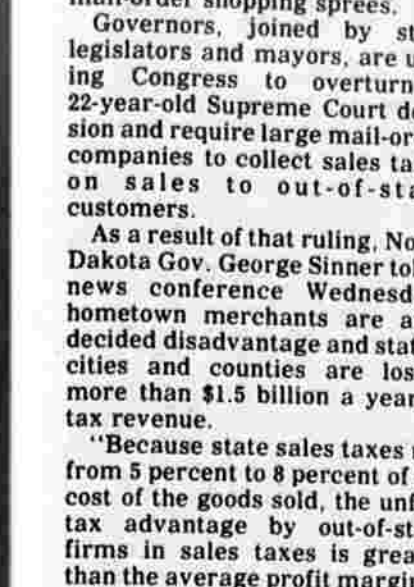 mail-order shopping sprees.
Governors, joined by st
legislators and mayors, are u
ing Congress to overturn
22-year-old Supreme Court de
sion and require large mail-or
companies to collect sales ta
on sales to out-of-sta
customers.
As a result of that ruling, No
Dakota Gov. George Sinner tol
news conference Wednesd
hometown merchants are a
decided disadvantage and stat
cities and counties are los
more than $1.5 billion a year
tax revenue.
"Because state sales taxes
from 5 percent to 8 percent of
cost of the goods sold, the un
tax advantage by out-of-st
firms in sales taxes is grea
than the average profit margi